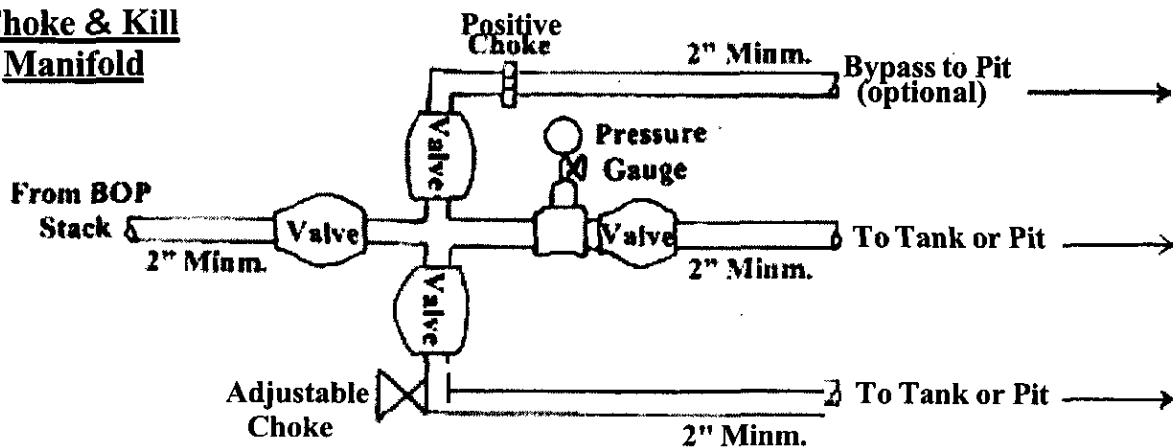 Choke & Kill
Manifold
Positive
Choke
2" Minm.
Bypass to Pit
(optional)
Valve
Pressure
Gauge
From BOP
Stack
Valve
Valve
To Tank or Pit
2" Minm.
2" Minm.
Valve
Adjustable
Choke
To Tank or Pit
2" Minm.